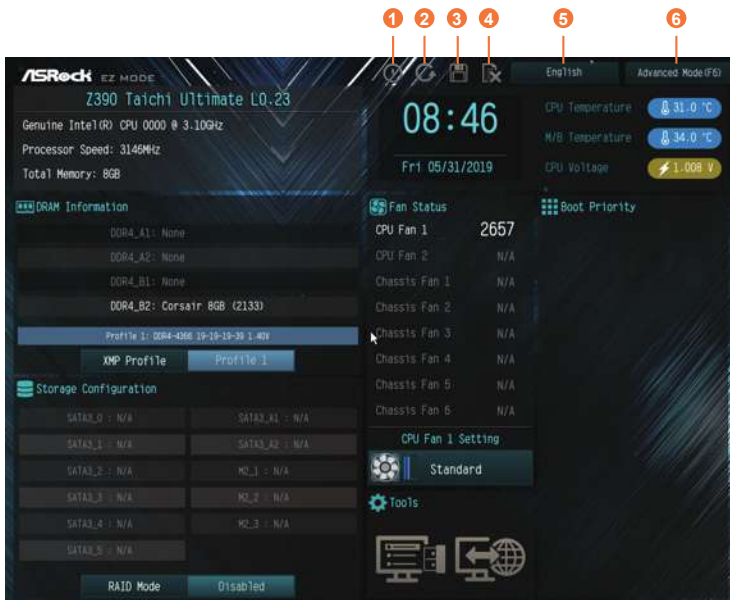 1 2 3 4 5 6
ASRock EZ MODE
English
Advanced Mode(F6)
Z390 Taichi Ultimate L0.23
Genuine Intel(R) CPU 0000 @ 3.10GHz
Processor Speed: 3146MHz
Total Memory: 8GB
08:46
Fri 05/31/2019
CPU Temperature 31.0 °C
M/B Temperature 34.0 °C
CPU Voltage 1.008 V
DRAM Information
DDR4_A1: None
DDR4_A2: None
DDR4_B1: None
DDR4_B2: Corsair 8GB (2133)
Profile 1: DDR4-4366 19-19-19-39 1.40V
XMP Profile
Profile 1
Storage Configuration
SATA3_0 : N/A
SATA3_A1 : N/A
SATA3_1 : N/A
SATA3_A2 : N/A
SATA3_2 : N/A
M2_1 : N/A
SATA3_3 : N/A
M2_2 : N/A
SATA3_4 : N/A
M2_3 : N/A
SATA3_5 : N/A
RAID Mode
Disabled
Fan Status
CPU Fan 1 2657
CPU Fan 2 N/A
Chassis Fan 1 N/A
Chassis Fan 2 N/A
Chassis Fan 3 N/A
Chassis Fan 4 N/A
Chassis Fan 5 N/A
Chassis Fan 6 N/A
CPU Fan 1 Setting
Standard
Tools
Boot Priority